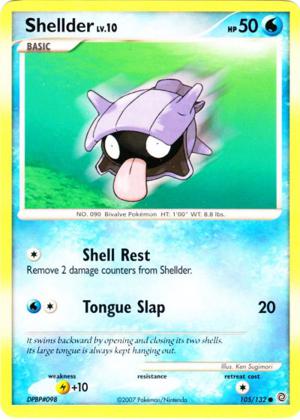 Shellder LV.10 HP 50
BASIC
NO. 090 Bivalve Pokémon HT: 1'00" WT: 8.8 lbs.
Shell Rest
Remove 2 damage counters from Shellder.
Tongue Slap 20
It swims backward by opening and closing its two shells.
Its large tongue is always kept hanging out.
Illus. Ken Sugimori
weakness resistance retreat cost
+10
DPBP#098 ©2007 Pokémon/Nintendo 105/132